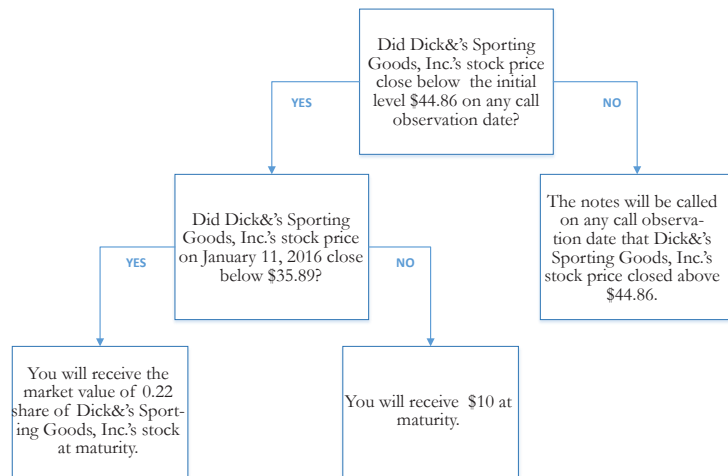 Did Dick&'s Sporting
Goods, Inc.'s stock price
close below the initial
level $44.86 on any call
observation date?
YES
NO
Did Dick&'s Sporting
Goods, Inc.'s stock price
on January 11, 2016 close
below $35.89?
The notes will be called
on any call observa-
tion date that Dick&'s
Sporting Goods, Inc.'s
stock price closed above
$44.86.
YES
NO
You will receive the
market value of 0.22
share of Dick&'s Sport-
ing Goods, Inc.'s stock
at maturity.
You will receive $10 at
maturity.